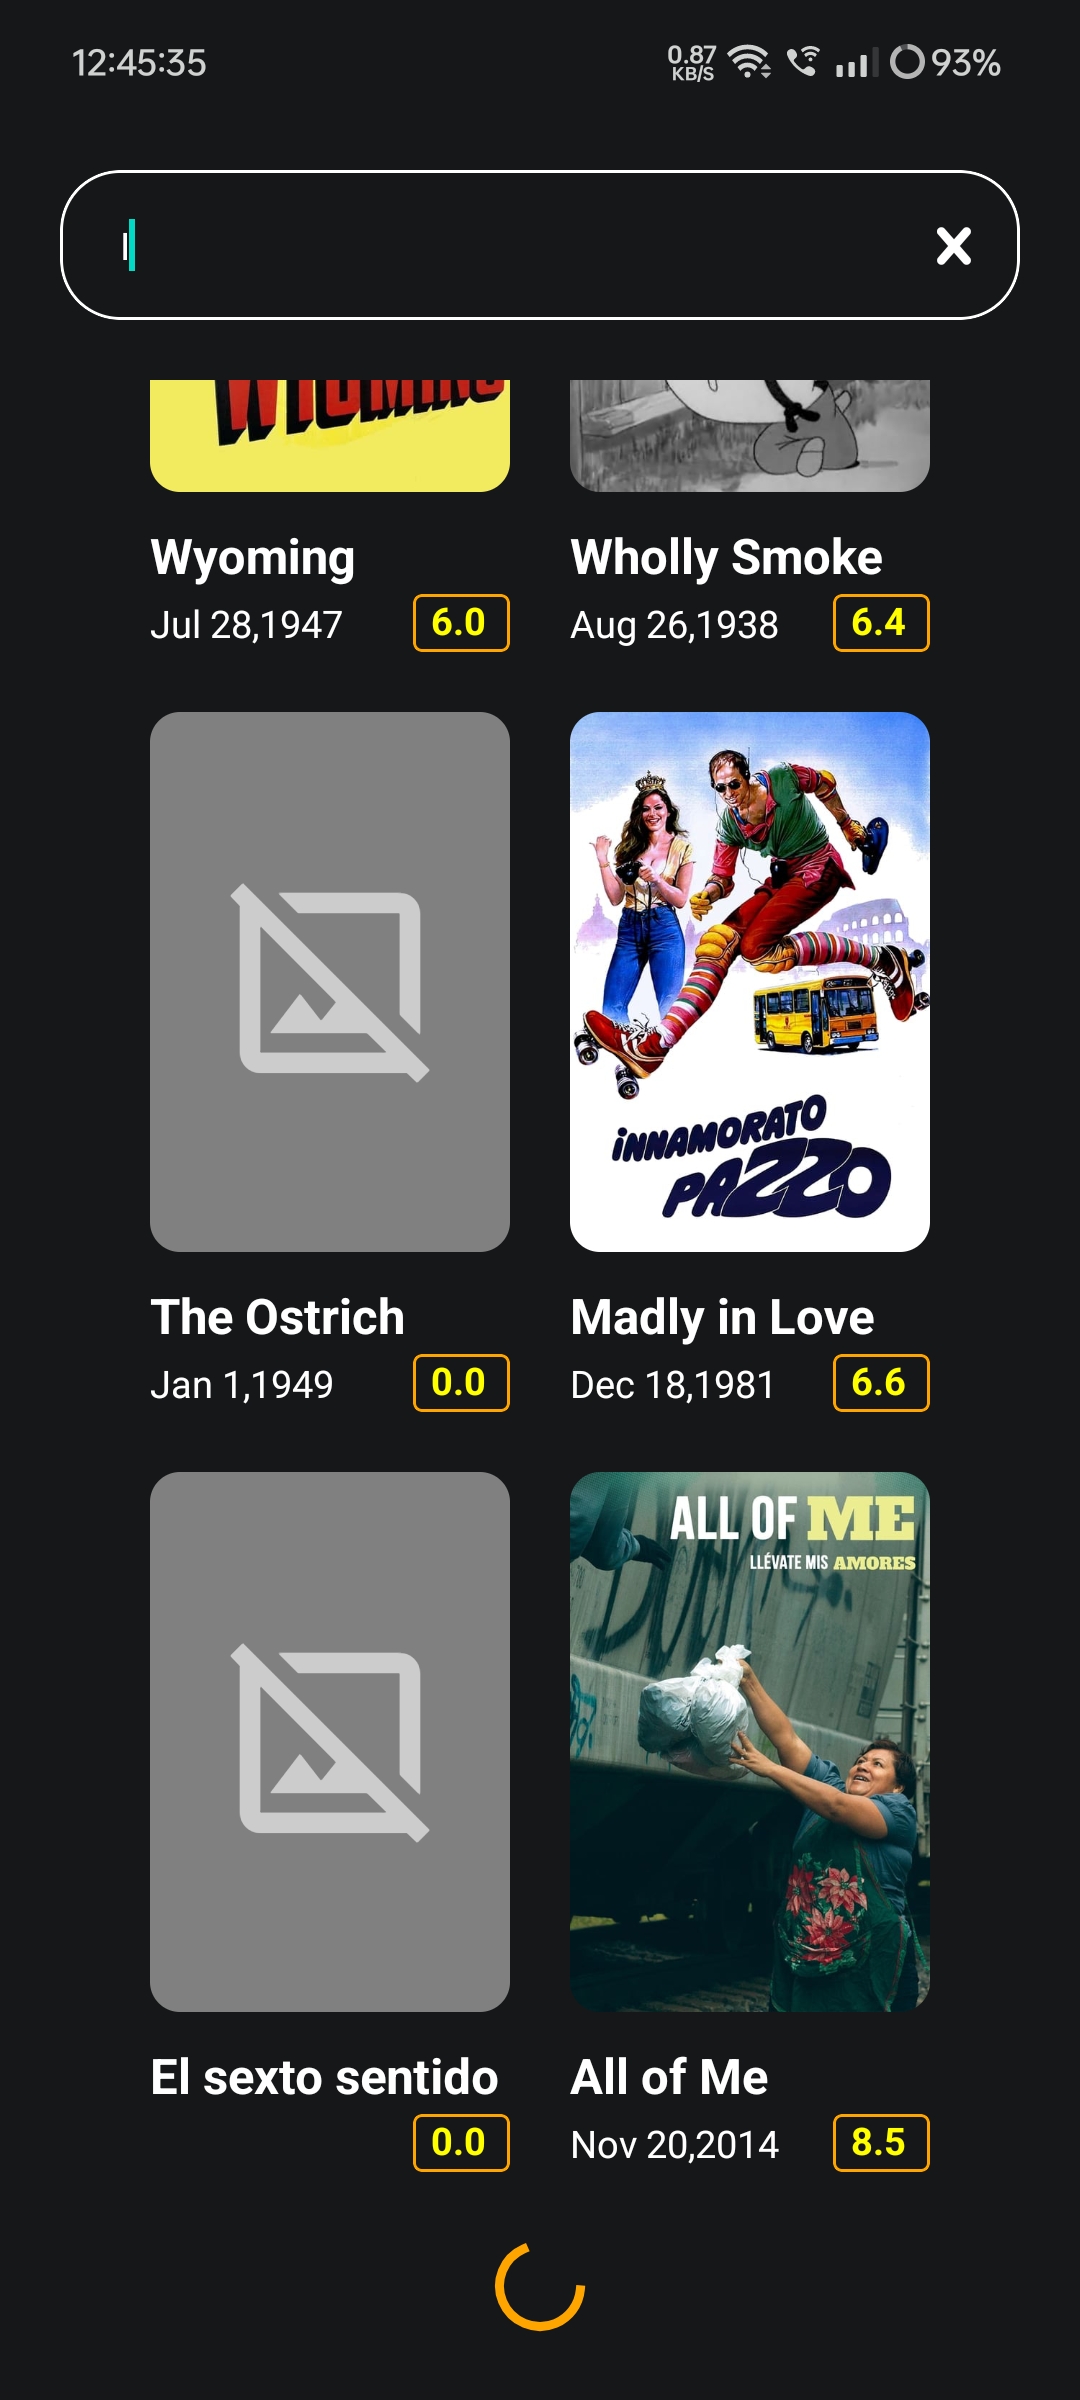 12:45:35
0.87
KB/S
93%
WYOMING
Wyoming
Wholly Smoke
Jul 28,1947
6.0
Aug 26,1938
6.4
iNNAMORATO
PAZZO
The Ostrich
Madly in Love
Jan 1,1949
0.0
Dec 18,1981
6.6
ALL OF ME
LLÉVATE MIS AMORES
El sexto sentido
All of Me
0.0
Nov 20,2014
8.5